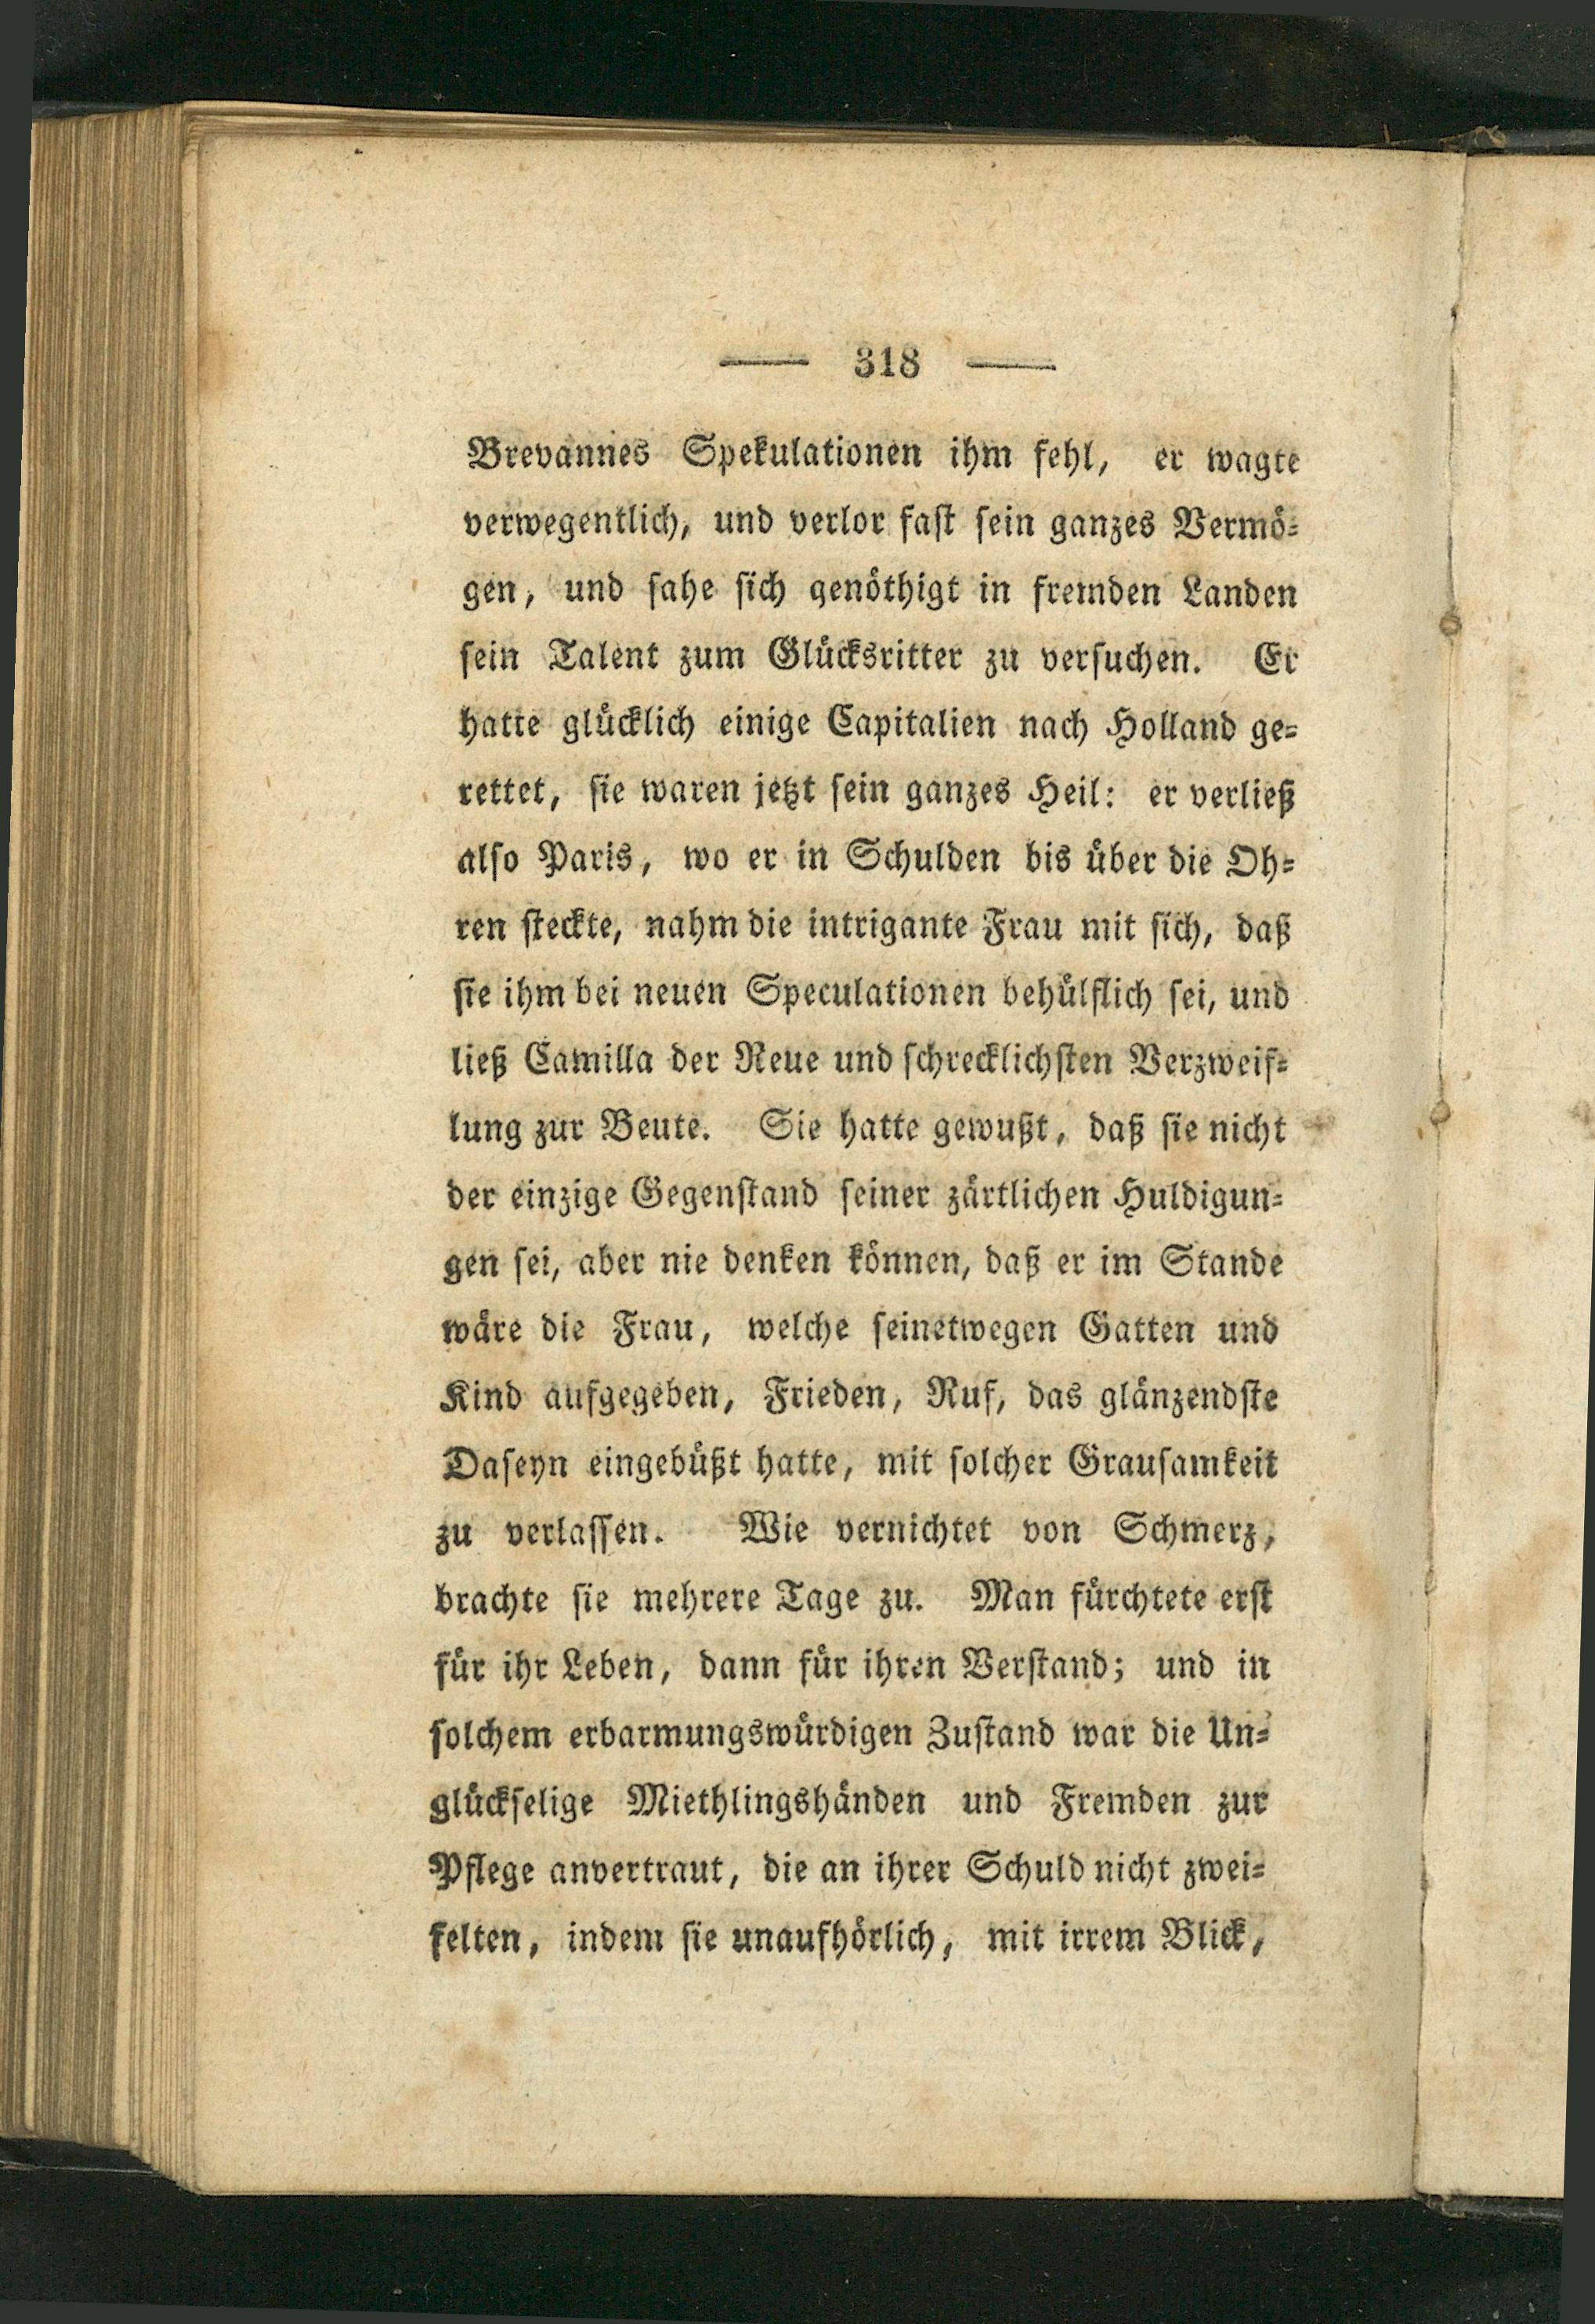 — 318 —
Brevannes Spekulationen ihm fehl, er wagte
verwegentlich, und verlor fast sein ganzes Vermö-
gen, und sahe sich genöthigt in fremden Landen
sein Talent zum Glücksritter zu versuchen. Er
hatte glücklich einige Capitalien nach Holland ge-
rettet, sie waren jetzt sein ganzes Heil: er verließ
also Paris, wo er in Schulden bis über die Oh-
ren steckte, nahm die intrigante Frau mit sich, daß
sie ihm bei neuen Speculationen behülflich sei, und
ließ Camilla der Reue und schrecklichsten Verzweif-
lung zur Beute. Sie hatte gewußt, daß sie nicht
der einzige Gegenstand seiner zärtlichen Huldigun-
gen sei, aber nie denken können, daß er im Stande
wäre die Frau, welche seinetwegen Gatten und
Kind aufgegeben, Frieden, Ruf, das glänzendste
Daseyn eingebüßt hatte, mit solcher Grausamkeit
zu verlassen. Wie vernichtet von Schmerz,
brachte sie mehrere Tage zu. Man fürchtete erst
für ihr Leben, dann für ihren Verstand; und in
solchem erbarmungswürdigen Zustand war die Un-
glückselige Miethlingshänden und Fremden zur
Pflege anvertraut, die an ihrer Schuld nicht zwei-
felten, indem sie unaufhörlich, mit irrem Blick,